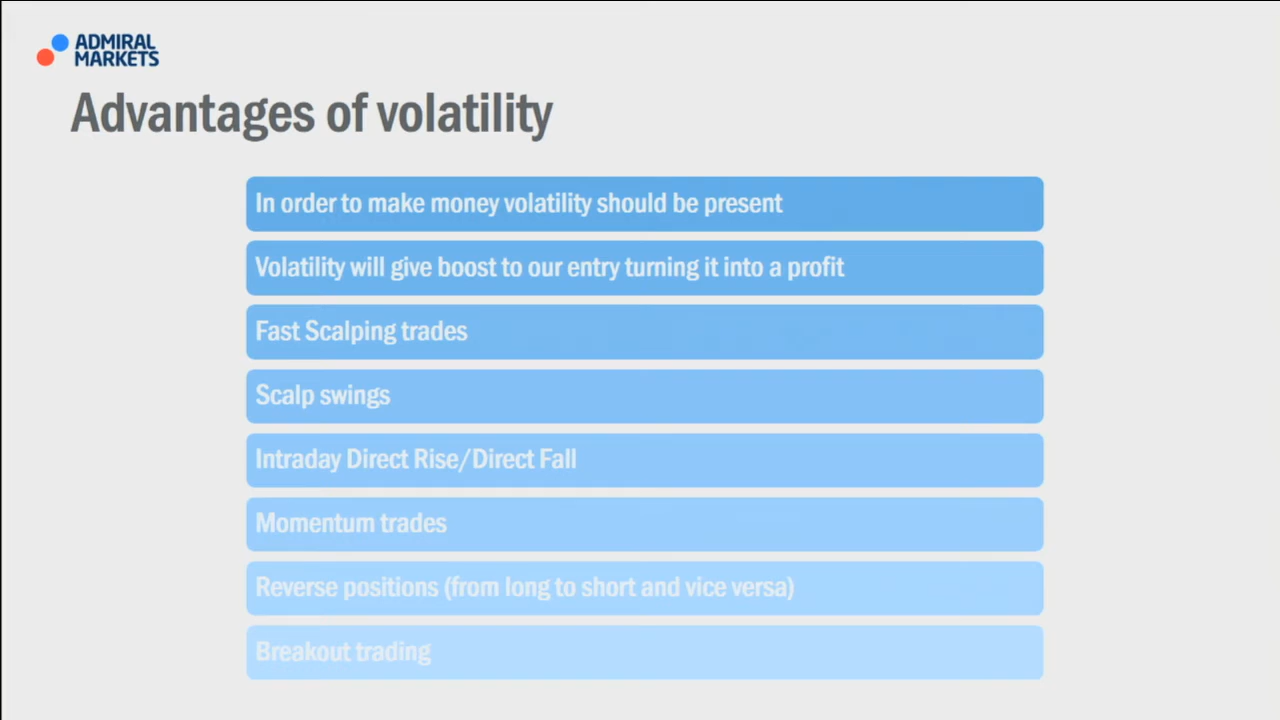 ADMIRAL
MARKETS
Advantages of volatility
In order to make money volatility should be present
Volatility will give boost to our entry turning it into a profit
Fast Scalping trades
Scalp swings
Intraday Direct Rise/Direct Fall
Momentum trades
Reverse positions (from long to short and vice versa)
Breakout trading